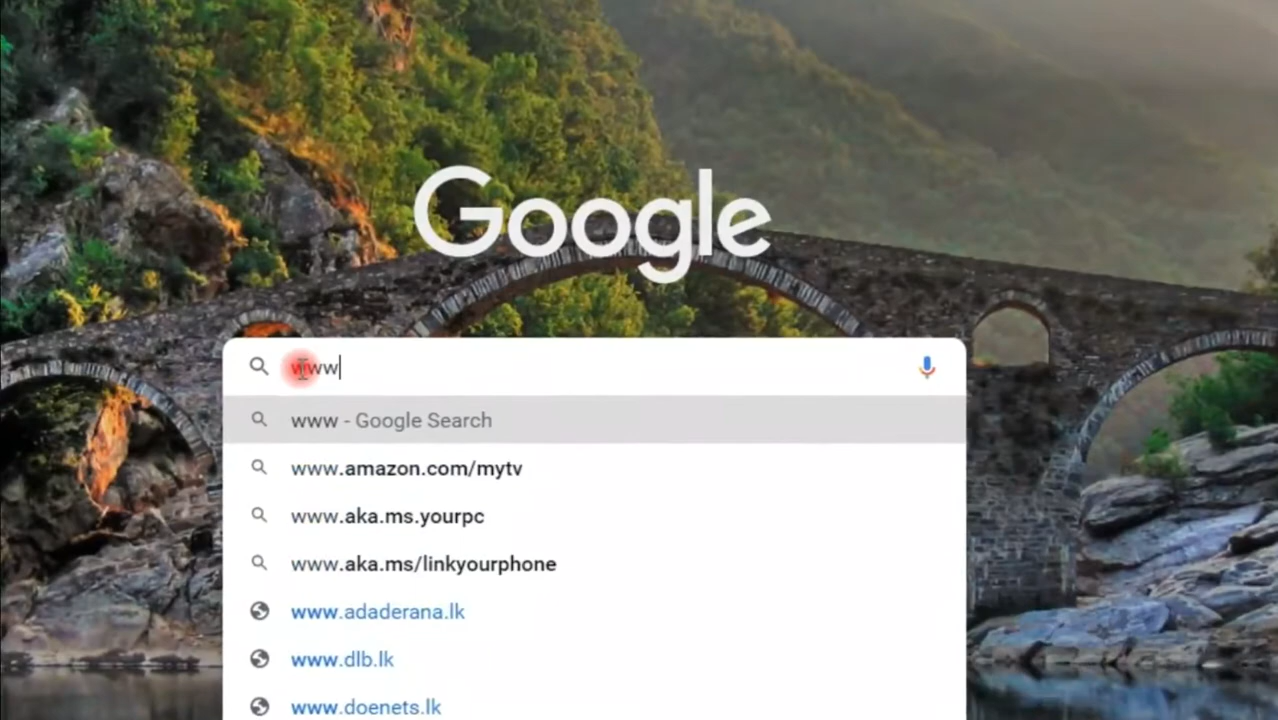 Google
www
www - Google Search
www.amazon.com/mytv
www.aka.ms.yourpc
www.aka.ms/linkyourphone
www.adaderana.lk
www.dlb.lk
www.doenets.lk